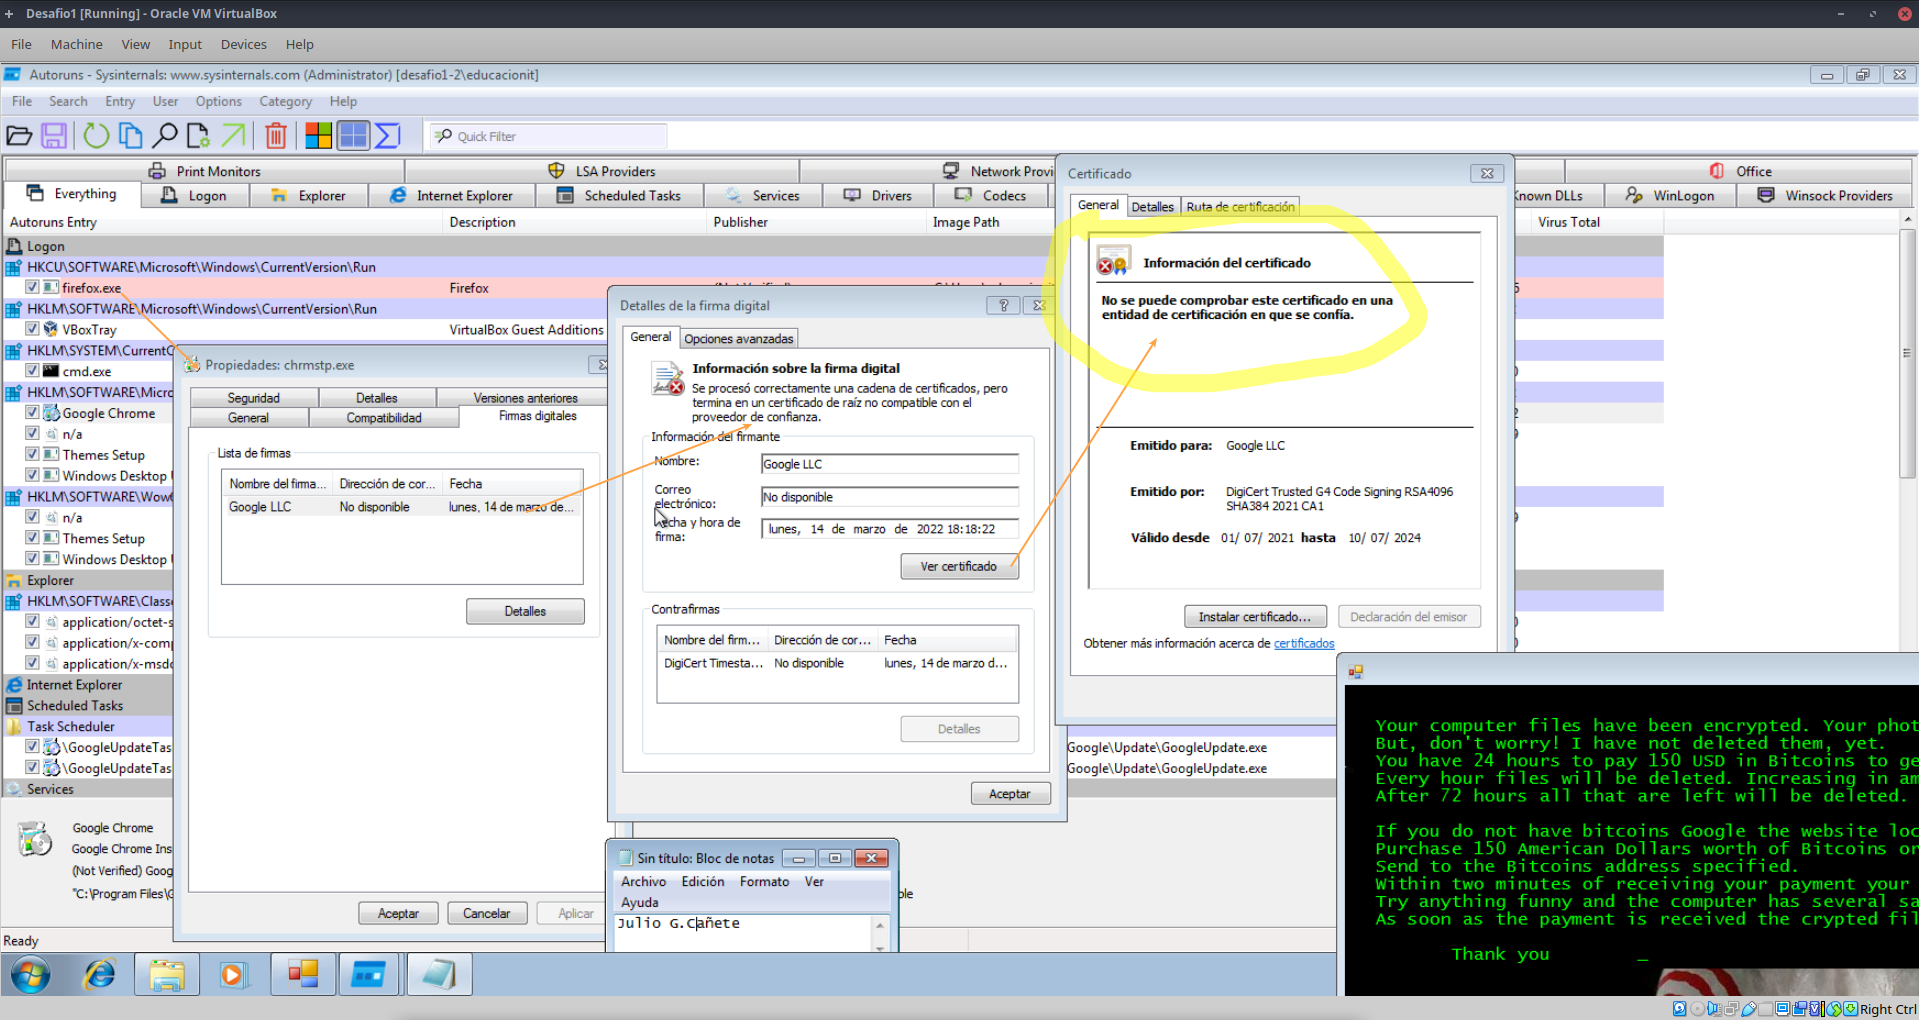 Desafio1 [Running] - Oracle VM VirtualBox
File Machine View Input Devices Help
Autoruns - Sysinternals: www.sysinternals.com (Administrator) [desafio1-2\educacionit]
File Search Entry User Options Category Help
Quick Filter
Print Monitors LSA Providers Network Provi Office
Everything Logon Explorer Internet Explorer Scheduled Tasks Services Drivers Codecs Known DLLs WinLogon Winsock Providers
Autoruns Entry Description Publisher Image Path Virus Total
Logon
HKCU\SOFTWARE\Microsoft\Windows\CurrentVersion\Run
firefox.exe Firefox
HKLM\SOFTWARE\Microsoft\Windows\CurrentVersion\Run
VBoxTray VirtualBox Guest Additions
HKLM\SYSTEM\CurrentC
cmd.exe
HKLM\SOFTWARE\Micro
Google Chrome
n/a
Themes Setup
Windows Desktop
HKLM\SOFTWARE\Wow6
n/a
Themes Setup
Windows Desktop
Explorer
HKLM\SOFTWARE\Classe
application/octet-s
application/x-comp
application/x-msdo
Internet Explorer
Scheduled Tasks
Task Scheduler
\GoogleUpdateTas
\GoogleUpdateTas
Services
Google\Update\GoogleUpdate.exe
Google\Update\GoogleUpdate.exe
Google Chrome
Google Chrome Ins
(Not Verified) Goog
"C:\Program Files\G
ble
Ready
Propiedades: chrmstp.exe
Seguridad Detalles Versiones anteriores
General Compatibilidad Firmas digitales
Lista de firmas
Nombre del firma... Dirección de cor... Fecha
Google LLC No disponible lunes, 14 de marzo de...
Detalles
Aceptar Cancelar Aplicar
Detalles de la firma digital
General Opciones avanzadas
Información sobre la firma digital
Se procesó correctamente una cadena de certificados, pero
termina en un certificado de raíz no compatible con el
proveedor de confianza.
Información del firmante
Nombre: Google LLC
Correo
electrónico: No disponible
Fecha y hora de
firma: lunes, 14 de marzo de 2022 18:18:22
Ver certificado
Contrafirmas
Nombre del firm... Dirección de cor... Fecha
DigiCert Timesta... No disponible lunes, 14 de marzo d...
Detalles
Aceptar
Certificado
General Detalles Ruta de certificación
Información del certificado
No se puede comprobar este certificado en una
entidad de certificación en que se confía.
Emitido para: Google LLC
Emitido por: DigiCert Trusted G4 Code Signing RSA4096
SHA384 2021 CA1
Válido desde 01/ 07/ 2021 hasta 10/ 07/ 2024
Instalar certificado... Declaración del emisor
Obtener más información acerca de certificados
Sin título: Bloc de notas
Archivo Edición Formato Ver
Ayuda
Julio G.Cañete
Your computer files have been encrypted. Your phot
But, don't worry! I have not deleted them, yet.
You have 24 hours to pay 150 USD in Bitcoins to ge
Every hour files will be deleted. Increasing in am
After 72 hours all that are left will be deleted.
If you do not have bitcoins Google the website loc
Purchase 150 American Dollars worth of Bitcoins or
Send to the Bitcoins address specified.
Within two minutes of receiving your payment your
Try anything funny and the computer has several sa
As soon as the payment is received the crypted fil
Thank you _
Right Ctrl